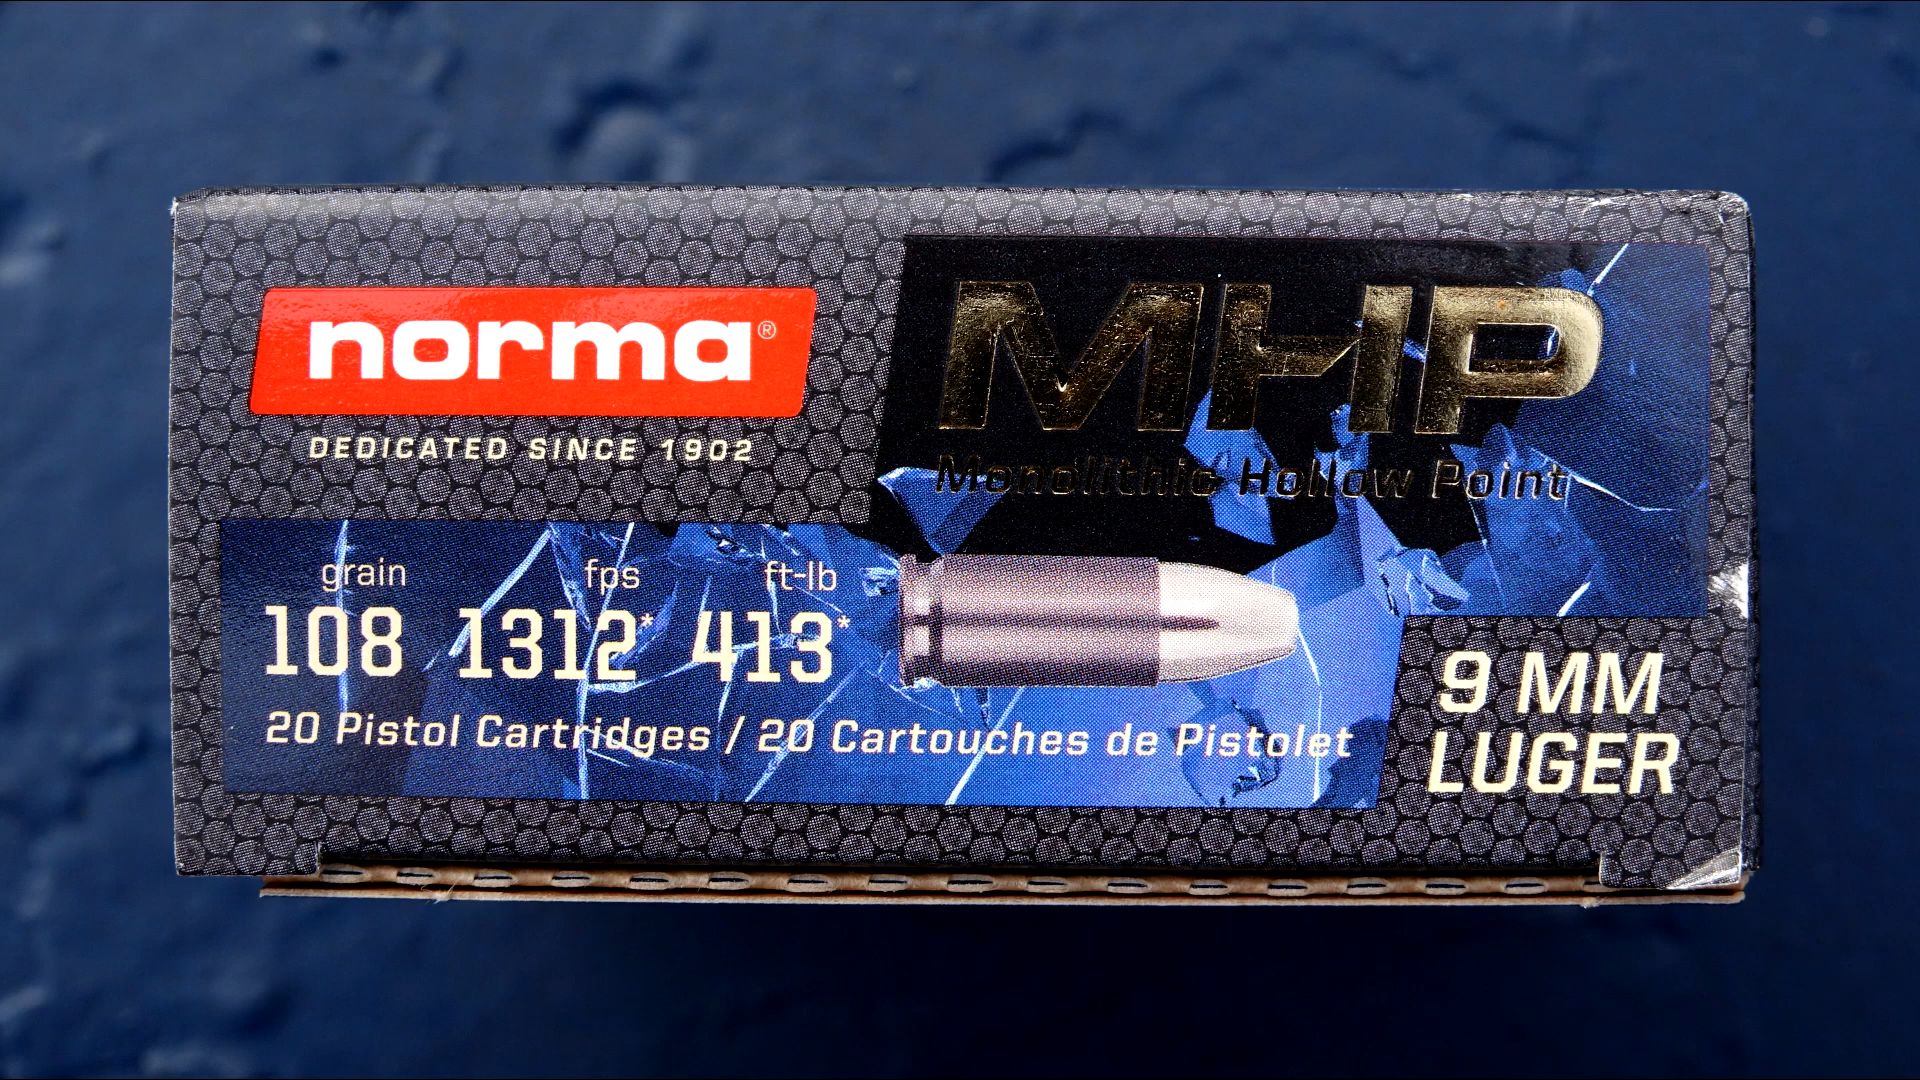 norma®
DEDICATED SINCE 1902
MHP
Monolithic Hollow Point
grain fps ft-lb
108 1312* 413*
20 Pistol Cartridges / 20 Cartouches de Pistolet
9 MM
LUGER